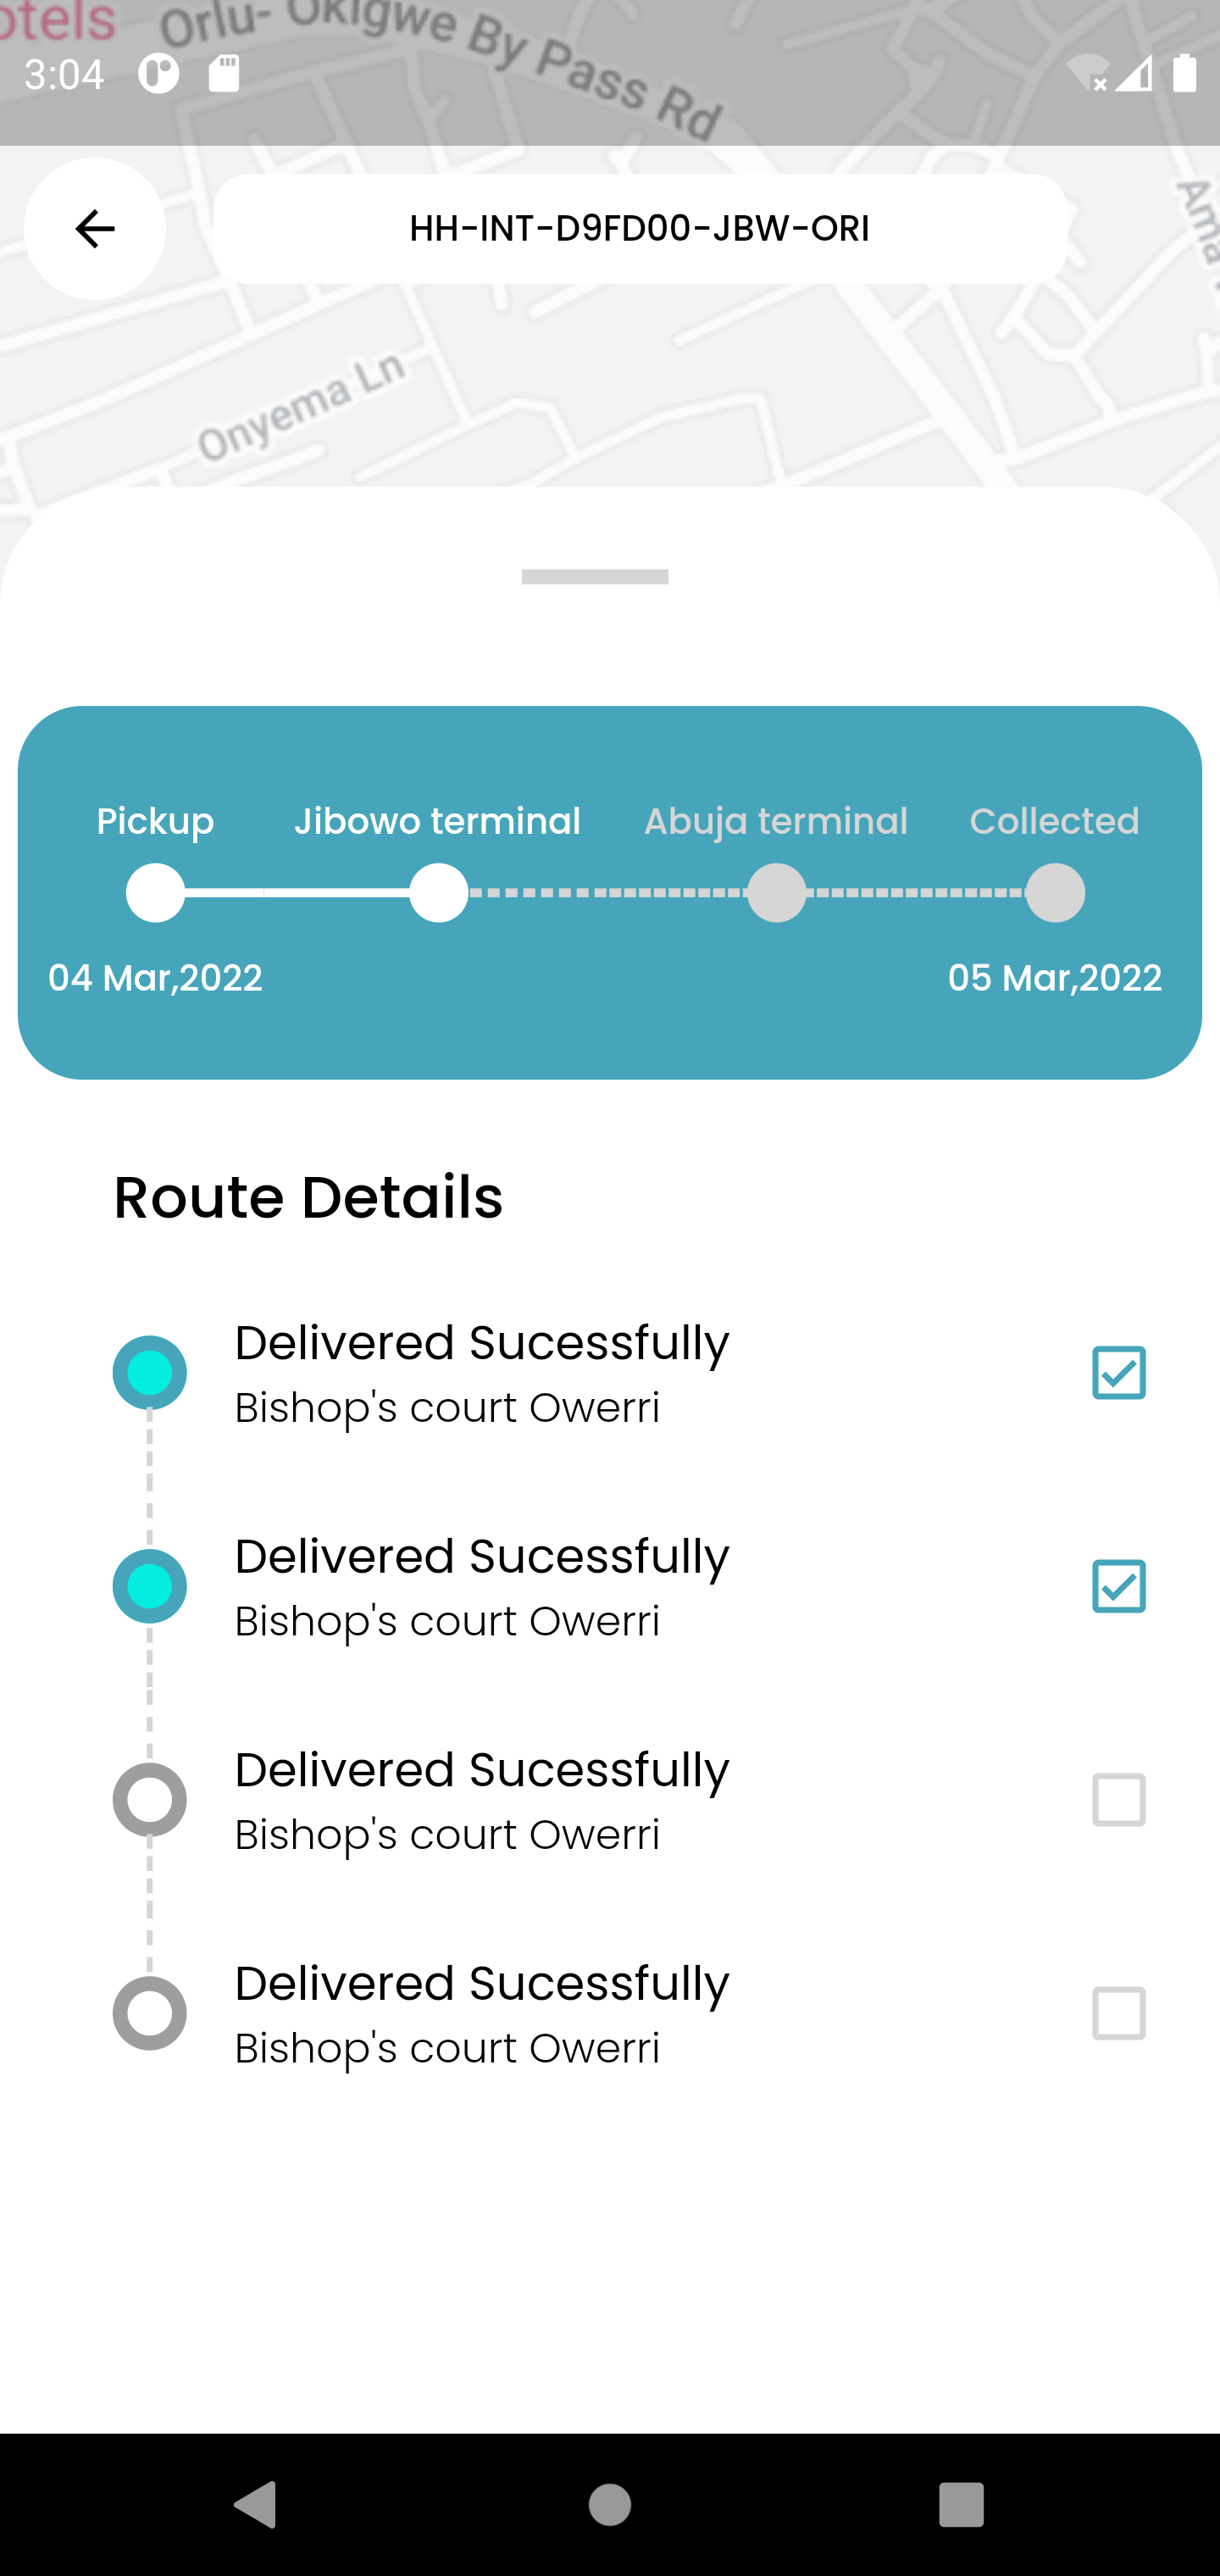 otels
Orlu- Okigwe By Pass Rd
3:04
HH-INT-D9FD00-JBW-ORI
Ama
Onyema Ln
Pickup Jibowo terminal Abuja terminal Collected
04 Mar,2022 05 Mar,2022
Route Details
Delivered Sucessfully
Bishop's court Owerri
Delivered Sucessfully
Bishop's court Owerri
Delivered Sucessfully
Bishop's court Owerri
Delivered Sucessfully
Bishop's court Owerri